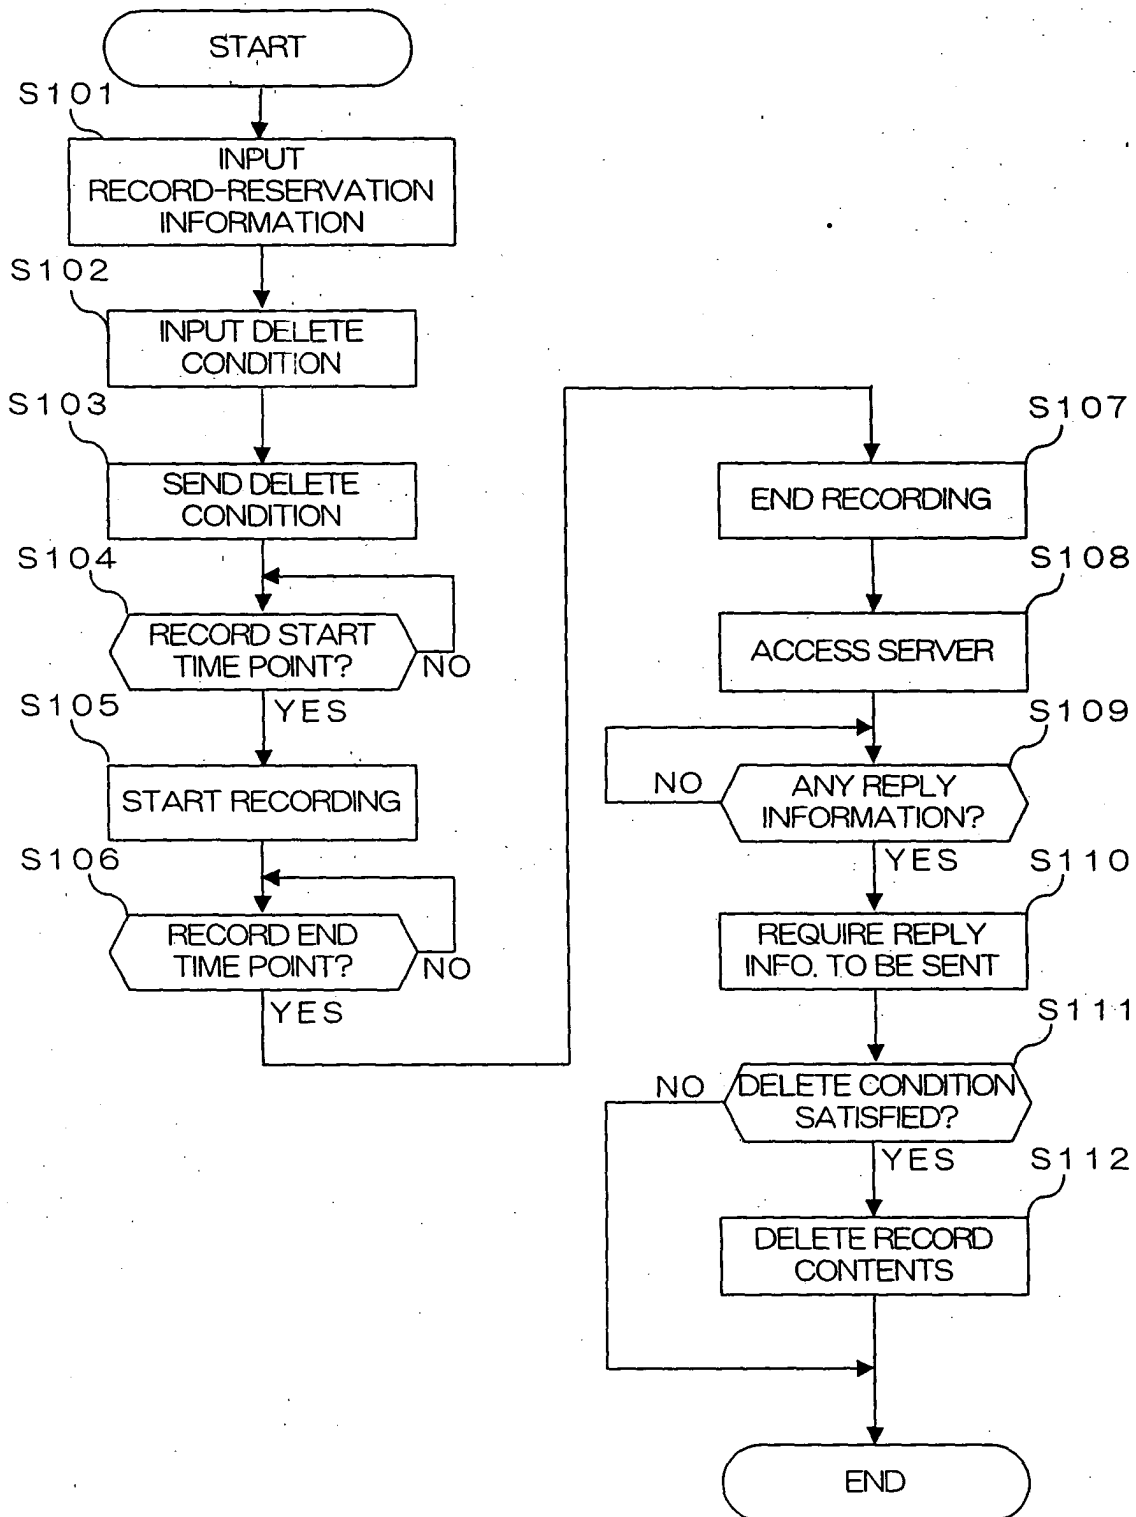 START
S101
INPUT
RECORD-RESERVATION
INFORMATION
S102
INPUT DELETE
CONDITION
S103
SEND DELETE
CONDITION
S104
RECORD START
TIME POINT?
NO
YES
S105
START RECORDING
S106
RECORD END
TIME POINT?
NO
YES
S107
END RECORDING
S108
ACCESS SERVER
S109
NO
ANY REPLY
INFORMATION?
YES
S110
REQUIRE REPLY
INFO. TO BE SENT
S111
NO
DELETE CONDITION
SATISFIED?
YES
S112
DELETE RECORD
CONTENTS
END